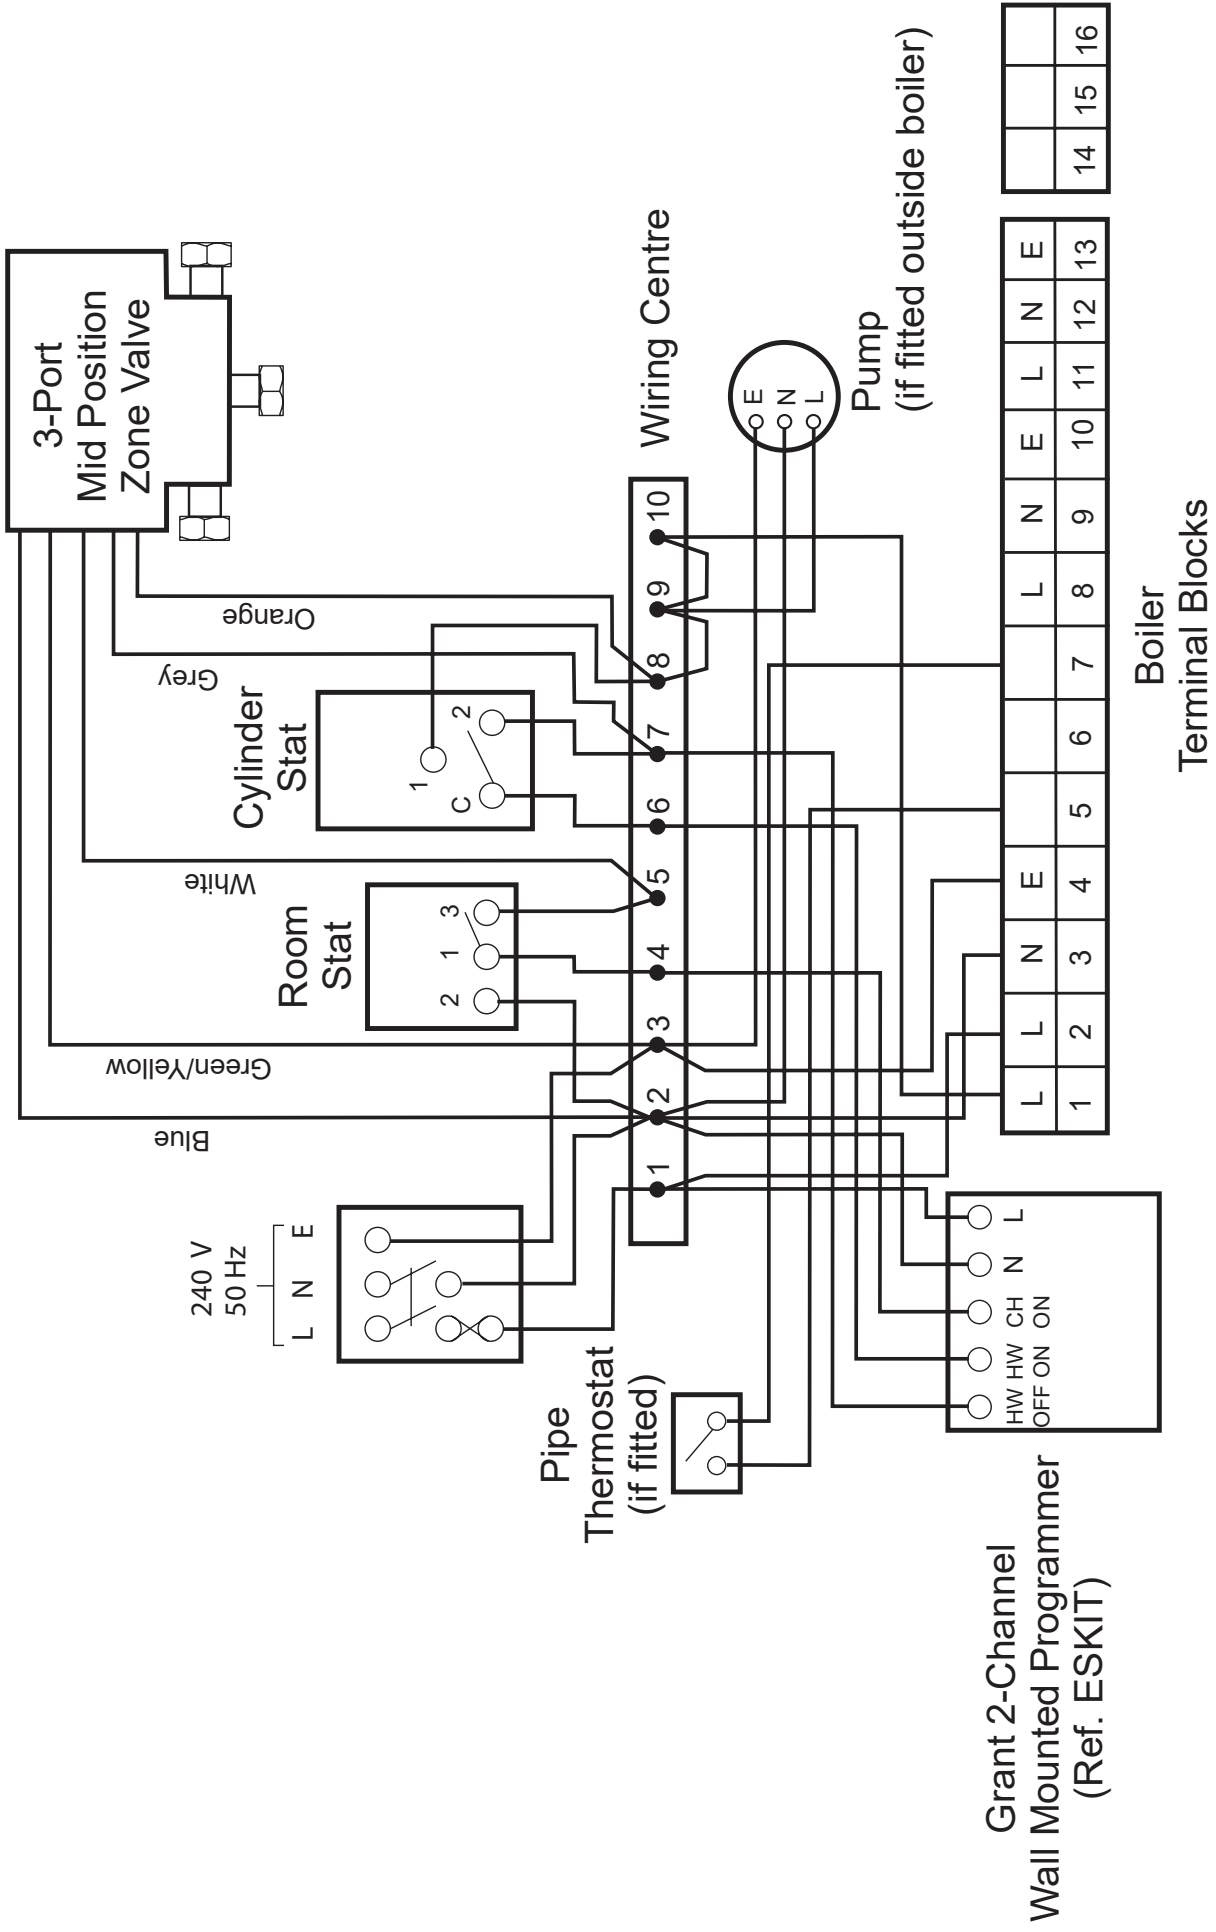 3-Port
Mid Position
Zone Valve
Orange
Grey
White
Green/Yellow
Blue
Cylinder
Stat
1
C
2
Room
Stat
2
1
3
240 V
50 Hz
L N E
Wiring Centre
1 2 3 4 5 6 7 8 9 10
E
N
L
Pump
(if fitted outside boiler)
Pipe
Thermostat
(if fitted)
HW HW CH N L
OFF ON ON
Grant 2-Channel
Wall Mounted Programmer
(Ref. ESKIT)
L L N E L N E L N E
1 2 3 4 5 6 7 8 9 10 11 12 13
14 15 16
Boiler
Terminal Blocks